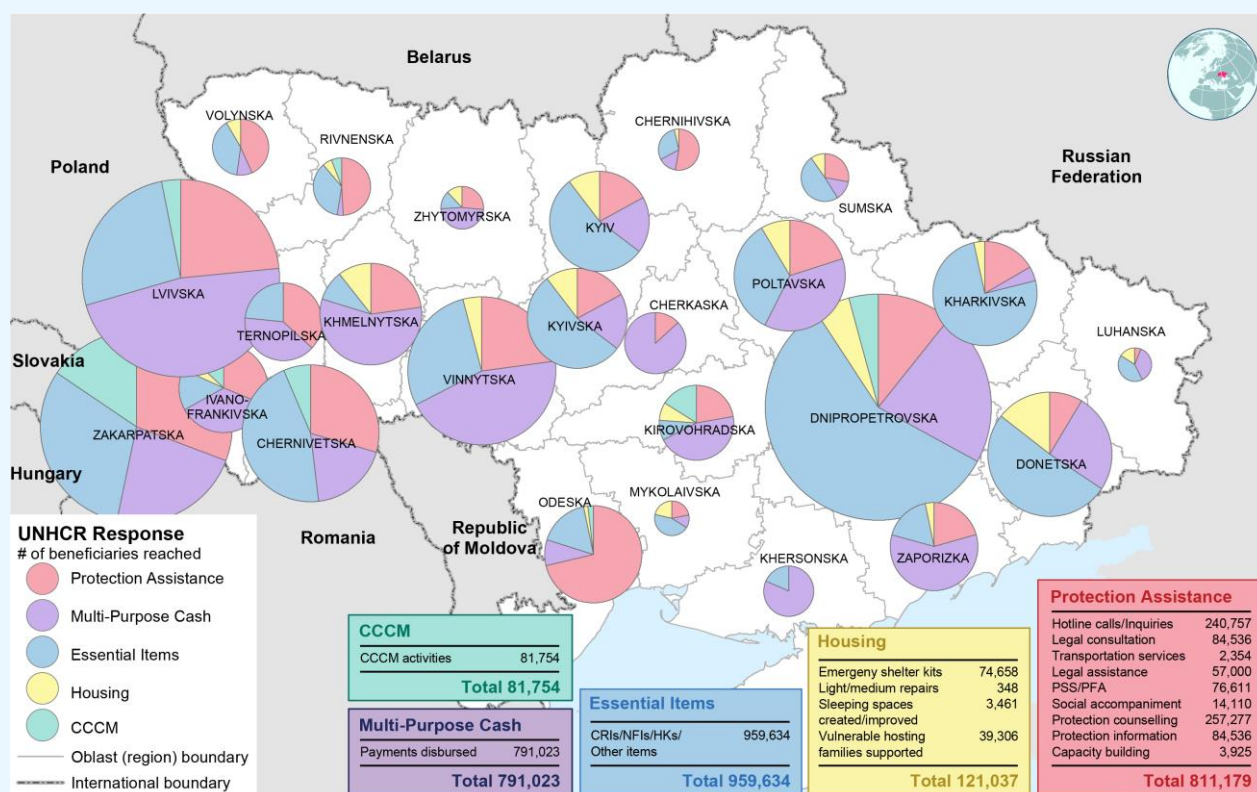 Belarus
VOLYNSKA
RIVNENSKA
CHERNIHIVSKA
Poland
Russian
Federation
ZHYTOMYRSKA
SUMSKA
KYIV
LVIVSKA
TERNOPILSKA
KHMELNYTSKA
KYIVSKA
CHERKASKA
POLTAVSKA
KHARKIVSKA
LUHANSKA
Slovakia
IVANO-
FRANKIVSKA
VINNYTSKA
ZAKARPATSKA
CHERNIVETSKA
KIROVOHRADSKA
DNIPROPETROVSKA
DONETSKA
Hungary
MYKOLAIVSKA
ODESKA
Romania
Republic
of Moldova
KHERSONSKA
ZAPORIZKA
UNHCR Response
# of beneficiaries reached
Protection Assistance
Multi-Purpose Cash
Essential Items
Housing
CCCM
Oblast (region) boundary
International boundary
CCCM
CCCM activities 81,754
Total 81,754
Multi-Purpose Cash
Payments disbursed 791,023
Total 791,023
Essential Items
CRIs/NFIs/HKs/ 959,634
Other items
Total 959,634
Housing
Emergeny shelter kits 74,658
Light/medium repairs 348
Sleeping spaces 3,461
created/improved
Vulnerable hosting 39,306
families supported
Total 121,037
Protection Assistance
Hotline calls/Inquiries 240,757
Legal consultation 84,536
Transportation services 2,354
Legal assistance 57,000
PSS/PFA 76,611
Social accompaniment 14,110
Protection counselling 257,277
Protection information 84,536
Capacity building 3,925
Total 811,179